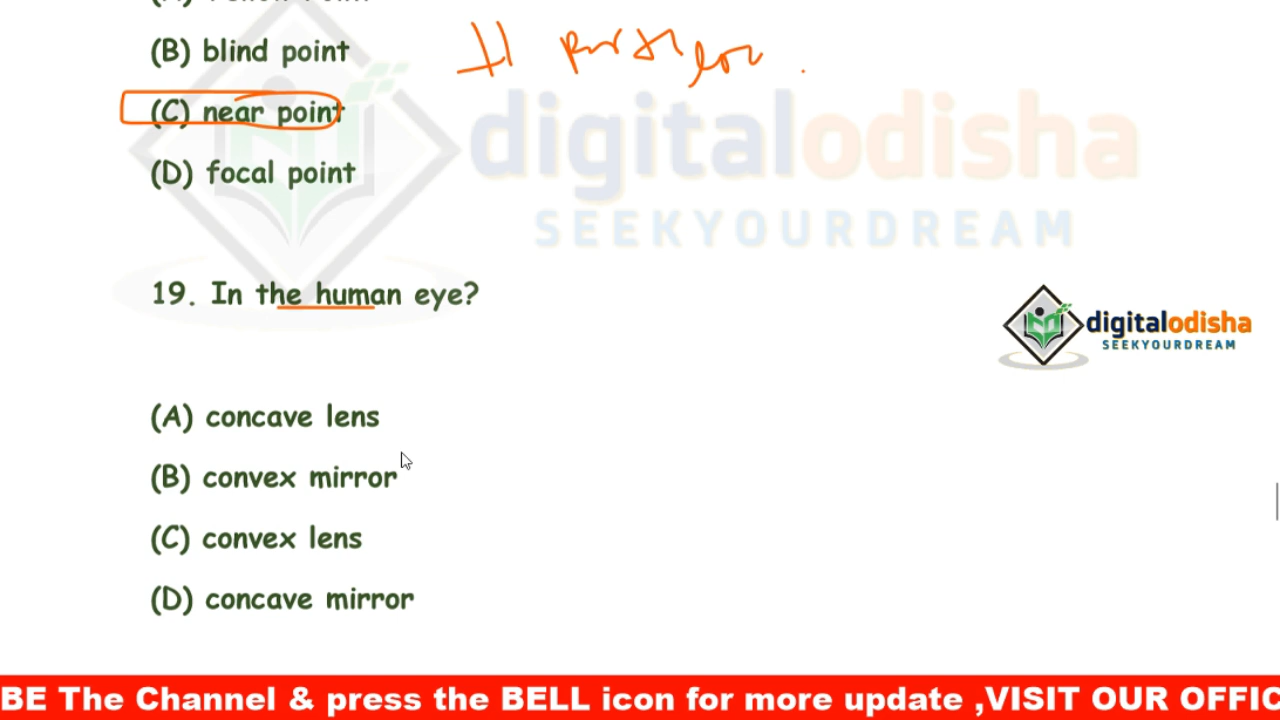 (B) blind point
(C) near point
(D) focal point
digitalodisha
SEEKYOURDREAM
19. In the human eye?
digitalodisha
SEEKYOURDREAM
(A) concave lens
(B) convex mirror
(C) convex lens
(D) concave mirror
BE The Channel & press the BELL icon for more update ,VISIT OUR OFFIC